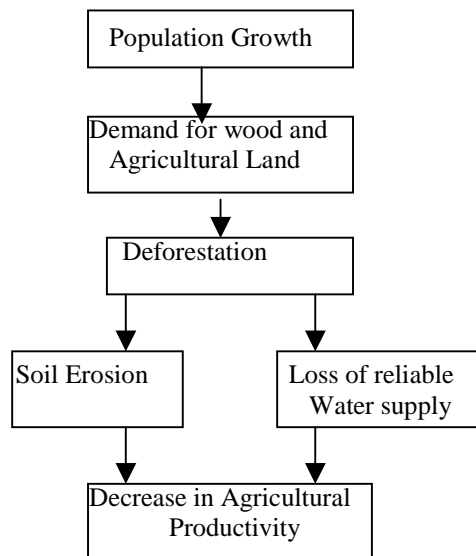 Population Growth
Demand for wood and
Agricultural Land
Deforestation
Soil Erosion
Loss of reliable
Water supply
Decrease in Agricultural
Productivity